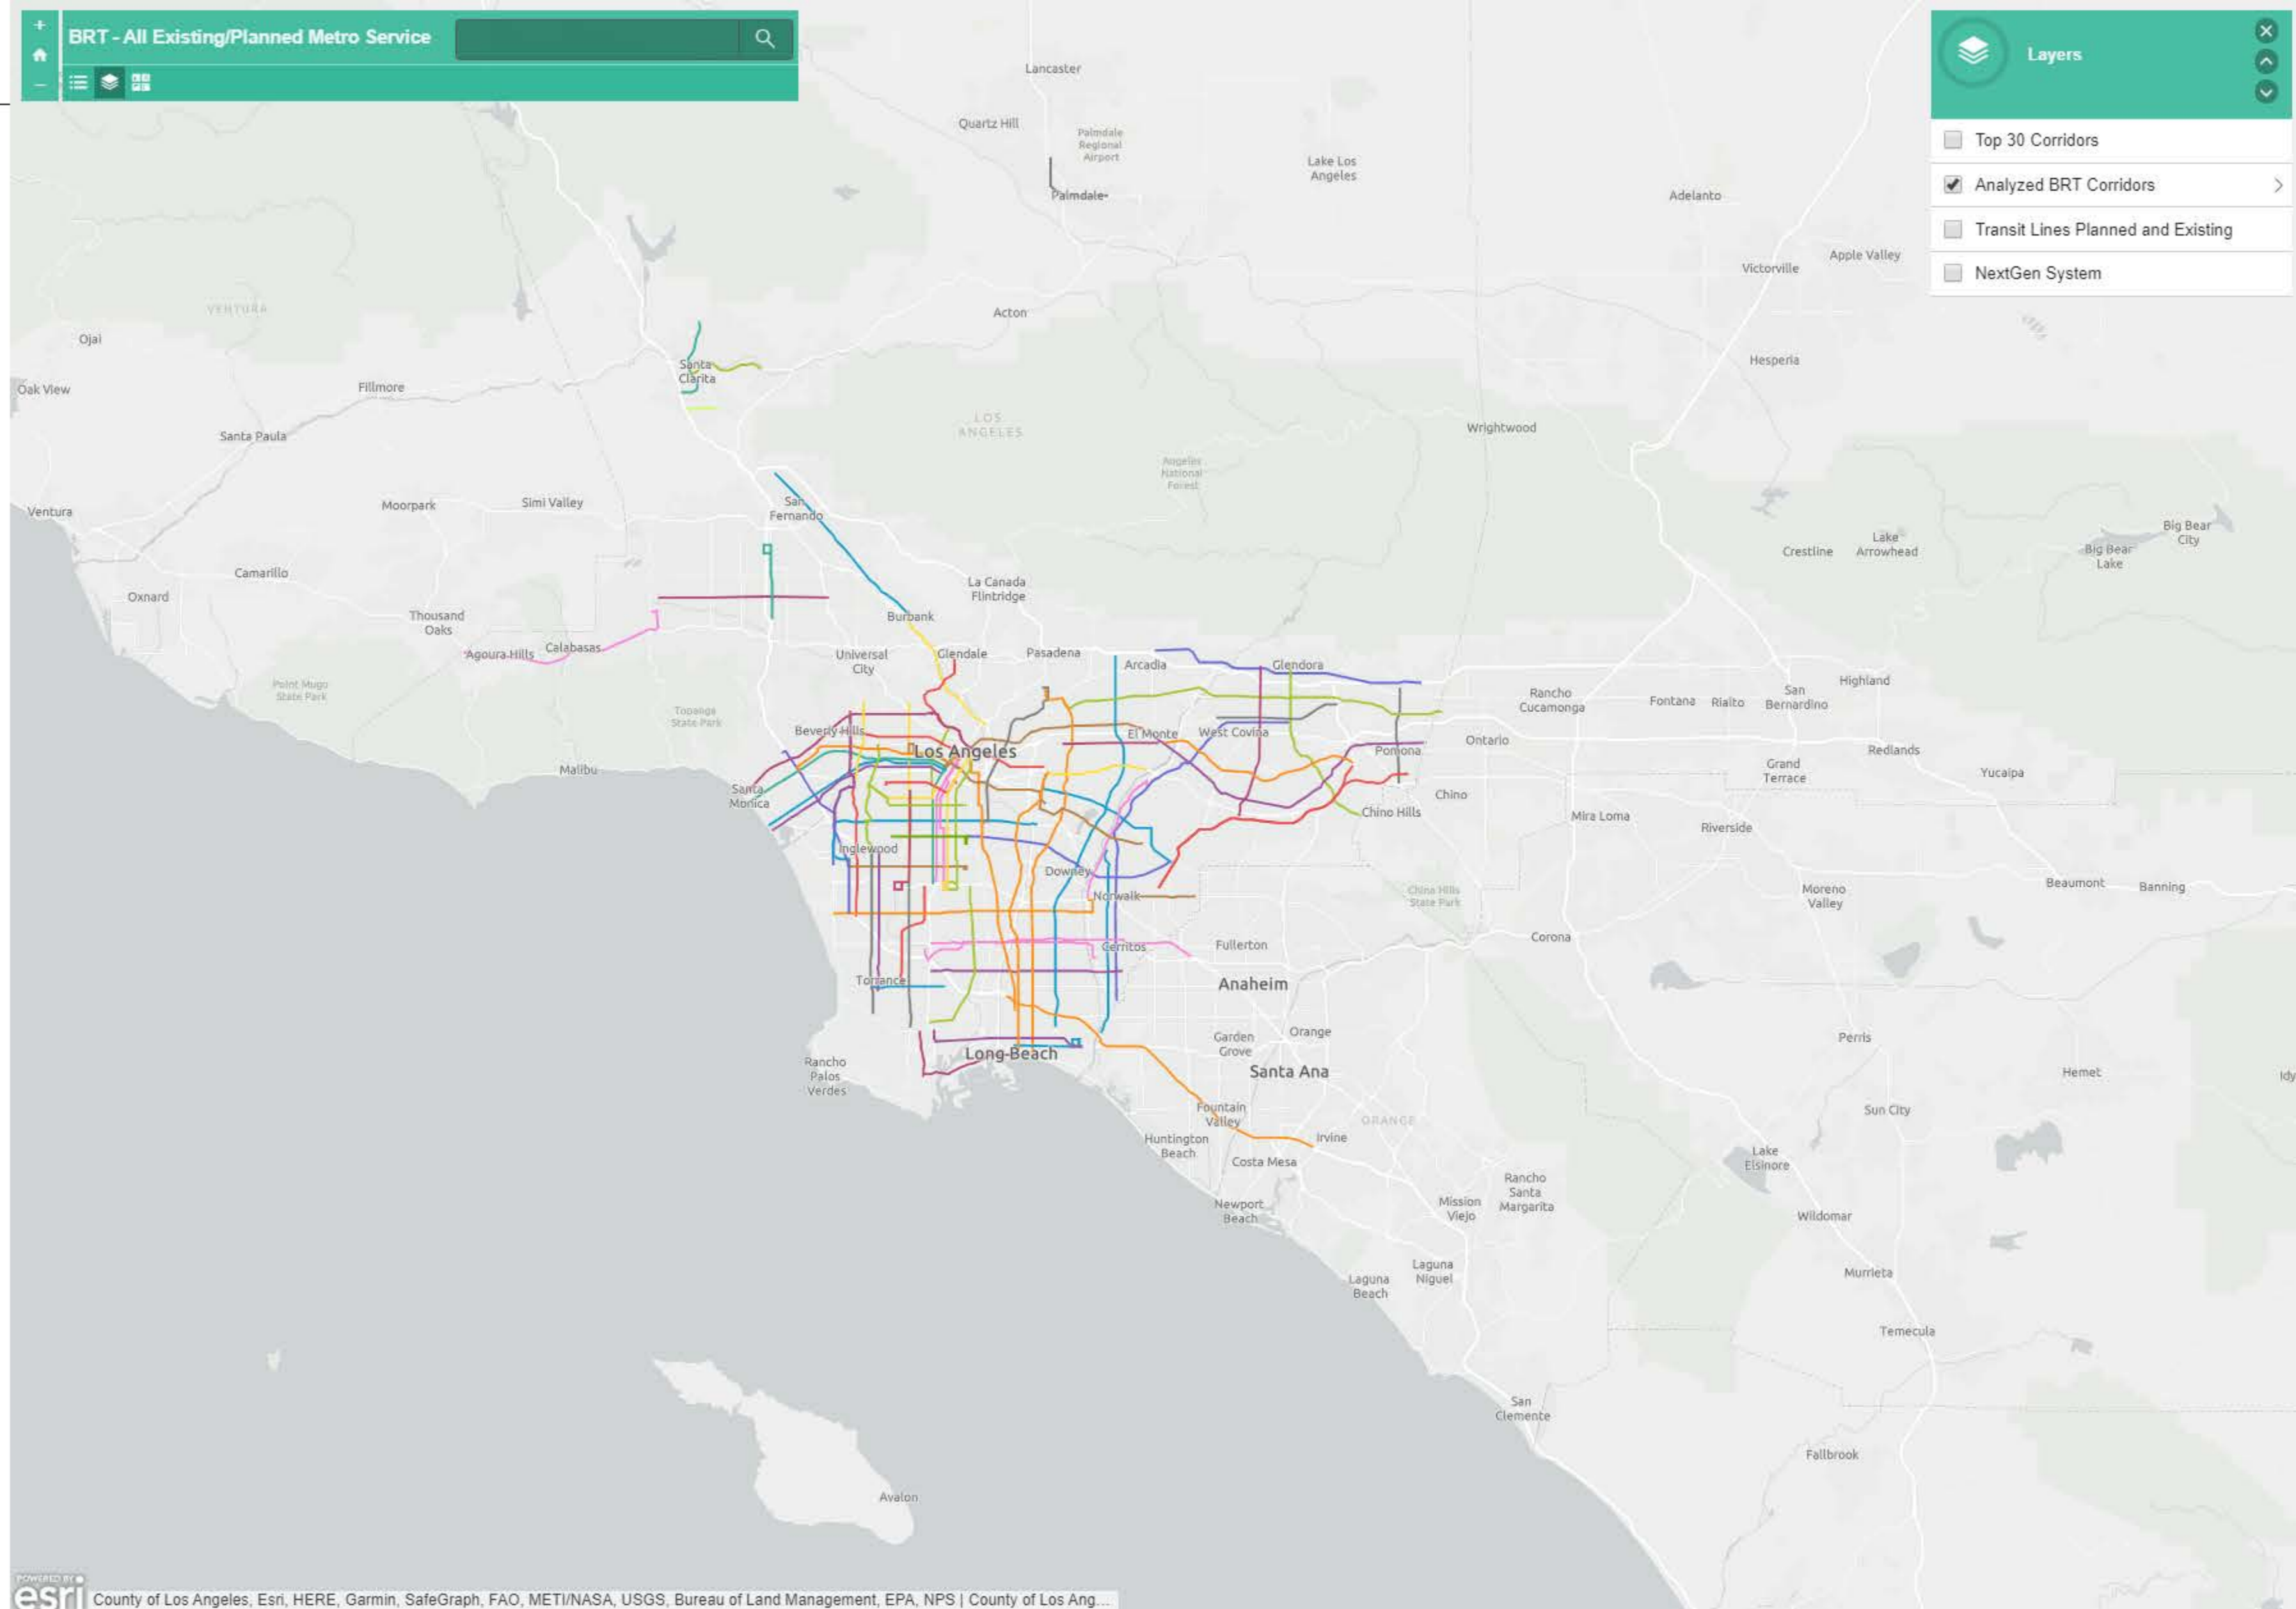 BRT - All Existing/Planned Metro Service
Layers
Top 30 Corridors
Analyzed BRT Corridors
Transit Lines Planned and Existing
NextGen System
Lancaster
Quartz Hill
Palmdale
Regional
Airport
Lake Los
Angeles
Palmdale
Adelanto
Apple Valley
Victorville
VENTURA
Acton
Ojai
Hesperia
Santa
Clarita
Oak View
Fillmore
LOS
ANGELES
Wrightwood
Santa Paula
Angeles
National
Forest
San
Fernando
Moorpark
Simi Valley
Ventura
Big Bear
City
Lake
Arrowhead
Crestline
Big Bear
Lake
Camarillo
La Canada
Flintridge
Oxnard
Thousand
Oaks
Burbank
Agoura Hills
Calabasas
Universal
City
Glendale
Pasadena
Arcadia
Glendora
Point Mugu
State Park
Topanga
State Park
Rancho
Cucamonga
Fontana
Rialto
San
Bernardino
Highland
Beverly Hills
El Monte
West Covina
Los Angeles
Pomona
Ontario
Redlands
Malibu
Grand
Terrace
Yucaipa
Santa
Monica
Chino
Chino Hills
Mira Loma
Riverside
Inglewood
Downey
Norwalk
Chino Hills
State Park
Moreno
Valley
Beaumont
Banning
Cerritos
Fullerton
Corona
Torrance
Anaheim
Garden
Grove
Orange
Perris
Long Beach
Santa Ana
Hemet
Idy
Rancho
Palos
Verdes
Fountain
Valley
ORANGE
Sun City
Huntington
Beach
Irvine
Costa Mesa
Lake
Elsinore
Rancho
Santa
Margarita
Mission
Viejo
Newport
Beach
Wildomar
Laguna
Niguel
Laguna
Beach
Murrieta
Temecula
San
Clemente
Fallbrook
Avalon
POWERED BY
esri
County of Los Angeles, Esri, HERE, Garmin, SafeGraph, FAO, METI/NASA, USGS, Bureau of Land Management, EPA, NPS | County of Los Ang...